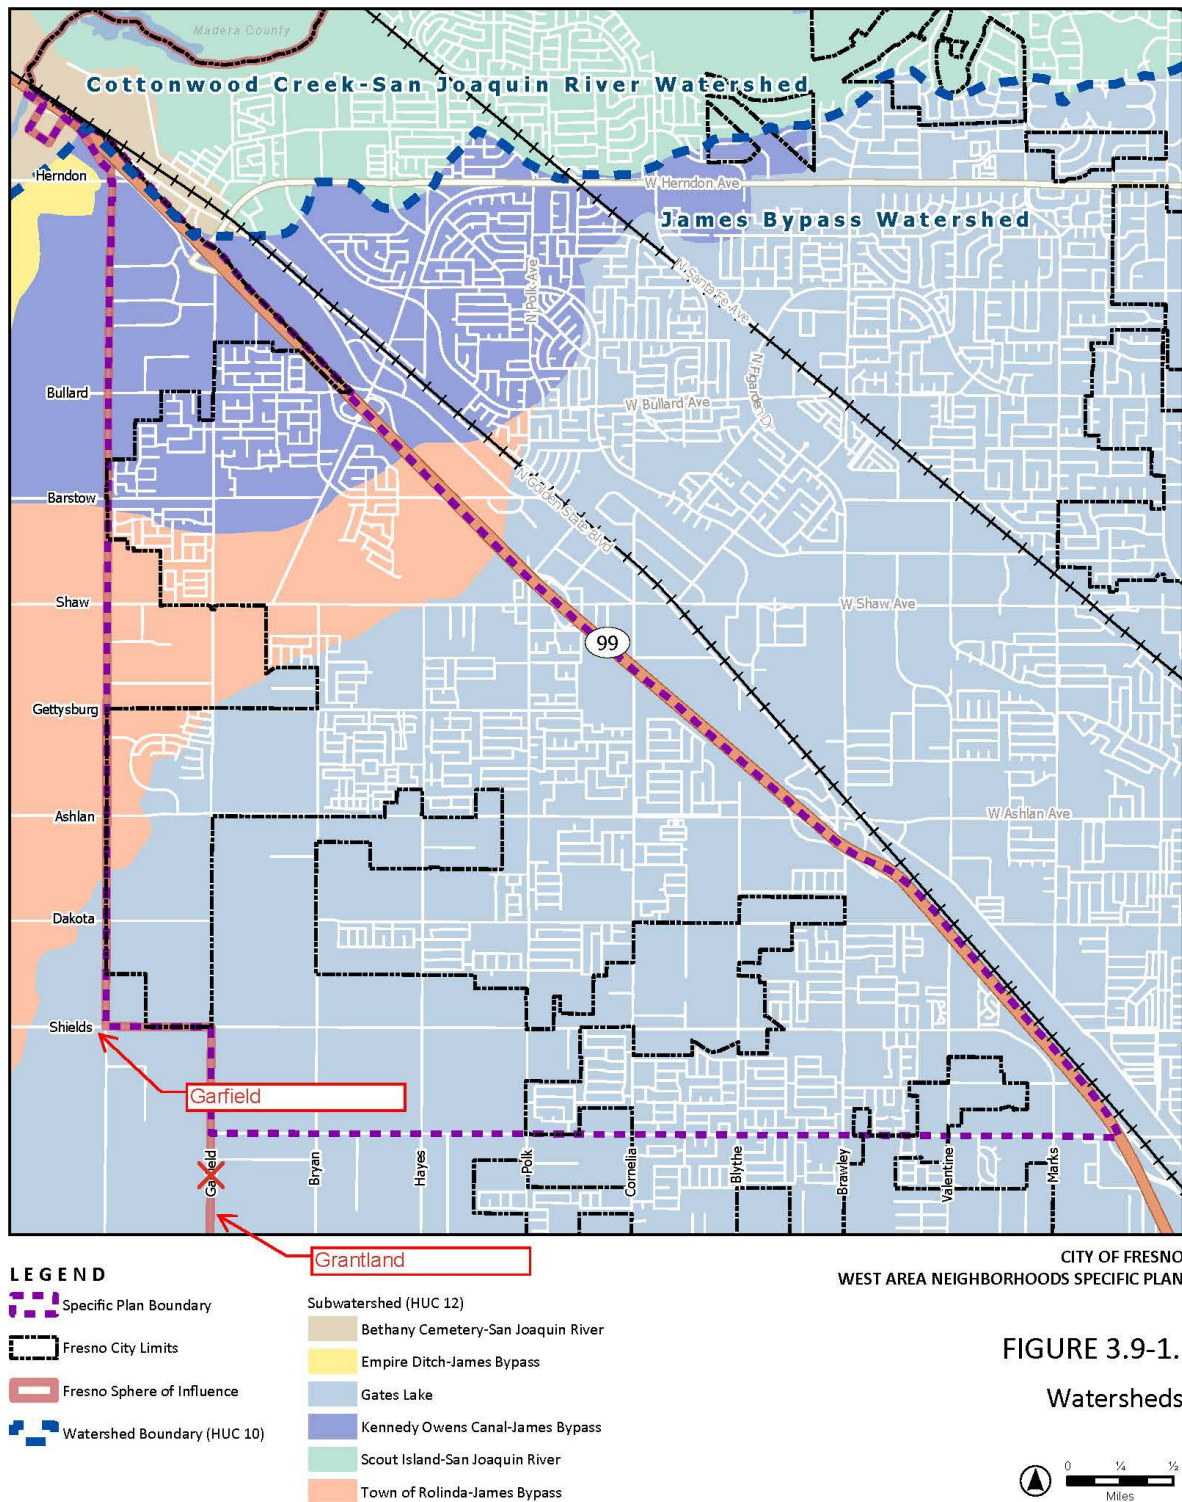 Madera County
Cottonwood Creek-San Joaquin River Watershed
Herndon
W Herndon Ave
James Bypass Watershed
N Polk Ave
N Santa Fe Ave
N Figarden Dr
Bullard
W Bullard Ave
Barstow
N Golden State Blvd
Shaw
W Shaw Ave
99
Gettysburg
Ashlan
W Ashlan Ave
Dakota
Shields
Garfield
Garfield
Bryan
Hayes
Polk
Cornelia
Blythe
Brawley
Valentine
Marks
Grantland
CITY OF FRESNO
WEST AREA NEIGHBORHOODS SPECIFIC PLAN
LEGEND
Specific Plan Boundary
Fresno City Limits
Fresno Sphere of Influence
Watershed Boundary (HUC 10)
Subwatershed (HUC 12)
Bethany Cemetery-San Joaquin River
Empire Ditch-James Bypass
Gates Lake
Kennedy Owens Canal-James Bypass
Scout Island-San Joaquin River
Town of Rolinda-James Bypass
FIGURE 3.9-1.
Watersheds
0 ¼ ½
Miles